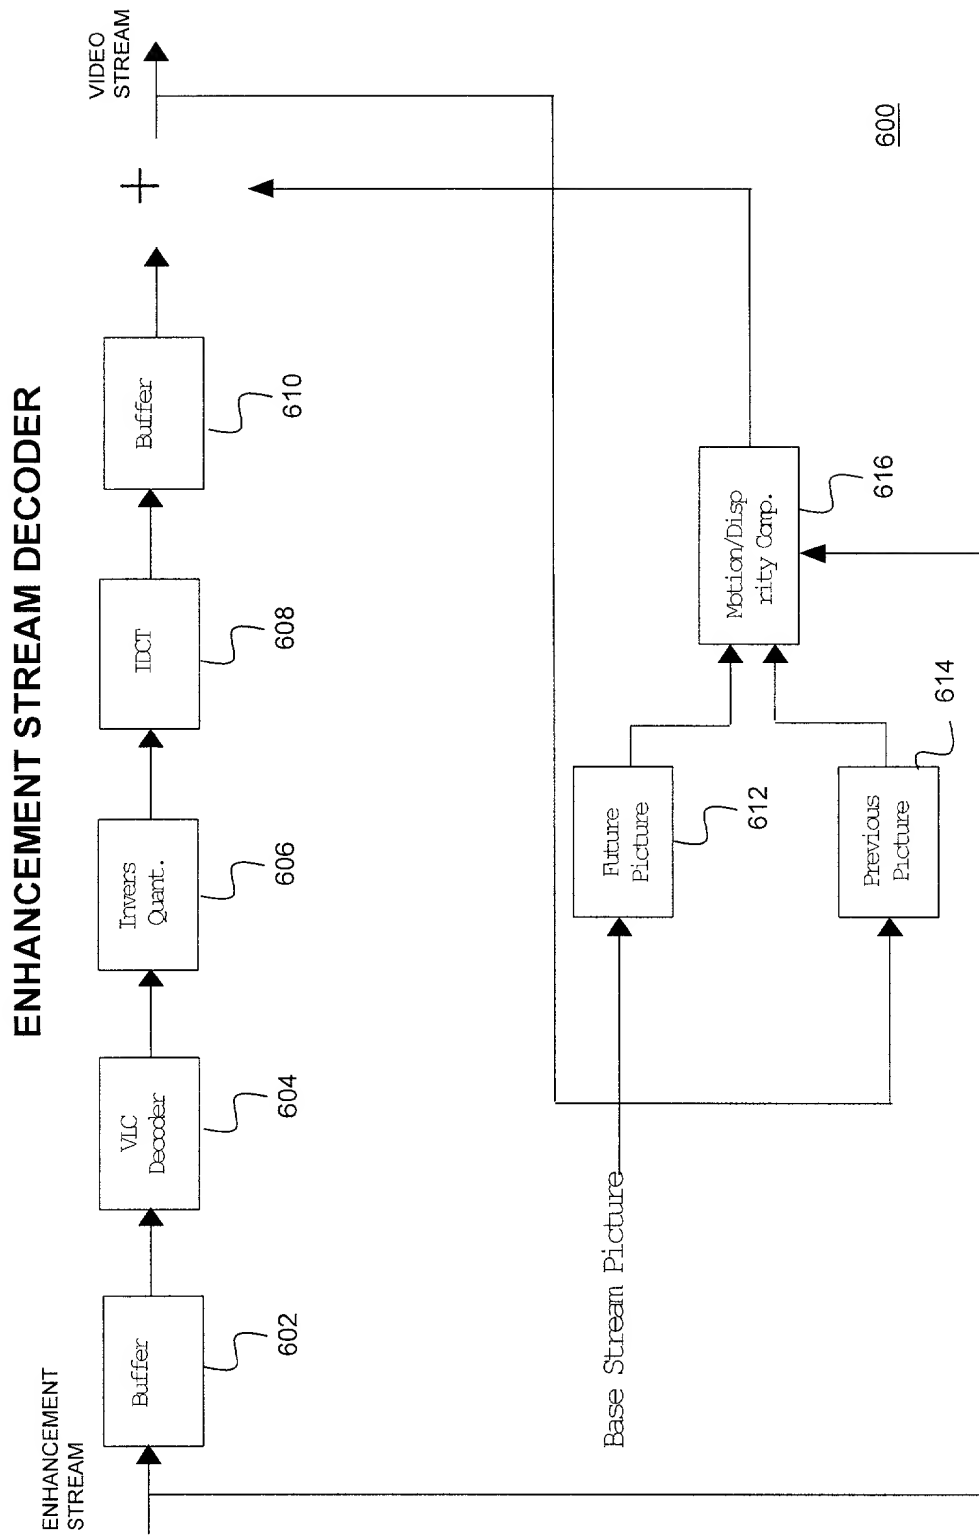 ENHANCEMENT STREAM DECODER
ENHANCEMENT
STREAM
Buffer
602
VLC
Decoder
604
Invers
Quant.
606
IDCT
608
Buffer
610
+
VIDEO
STREAM
Base Stream Picture
Future
Picture
612
Previous
Picture
614
Motion/Disp
rity Comp.
616
600